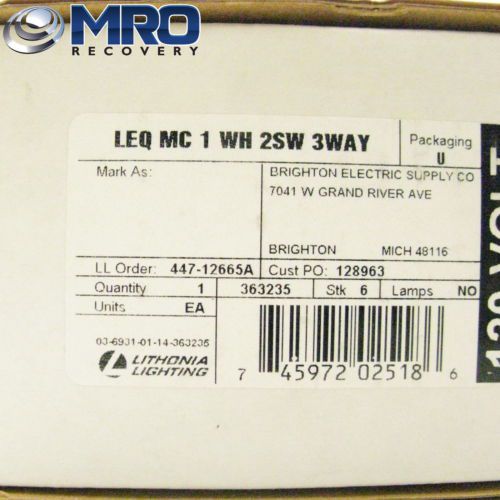 MRO
RECOVERY
LEQ MC 1 WH 2SW 3WAY
Packaging
U
Mark As:
BRIGHTON ELECTRIC SUPPLY CO
7041 W GRAND RIVER AVE
BRIGHTON MICH 48116
LL Order: 447-12665A Cust PO: 128963
Quantity 1 363235 Stk 6 Lamps NO
Units EA
03-6931-01-14-363235
LITHONIA
LIGHTING
7 45972 02518 6